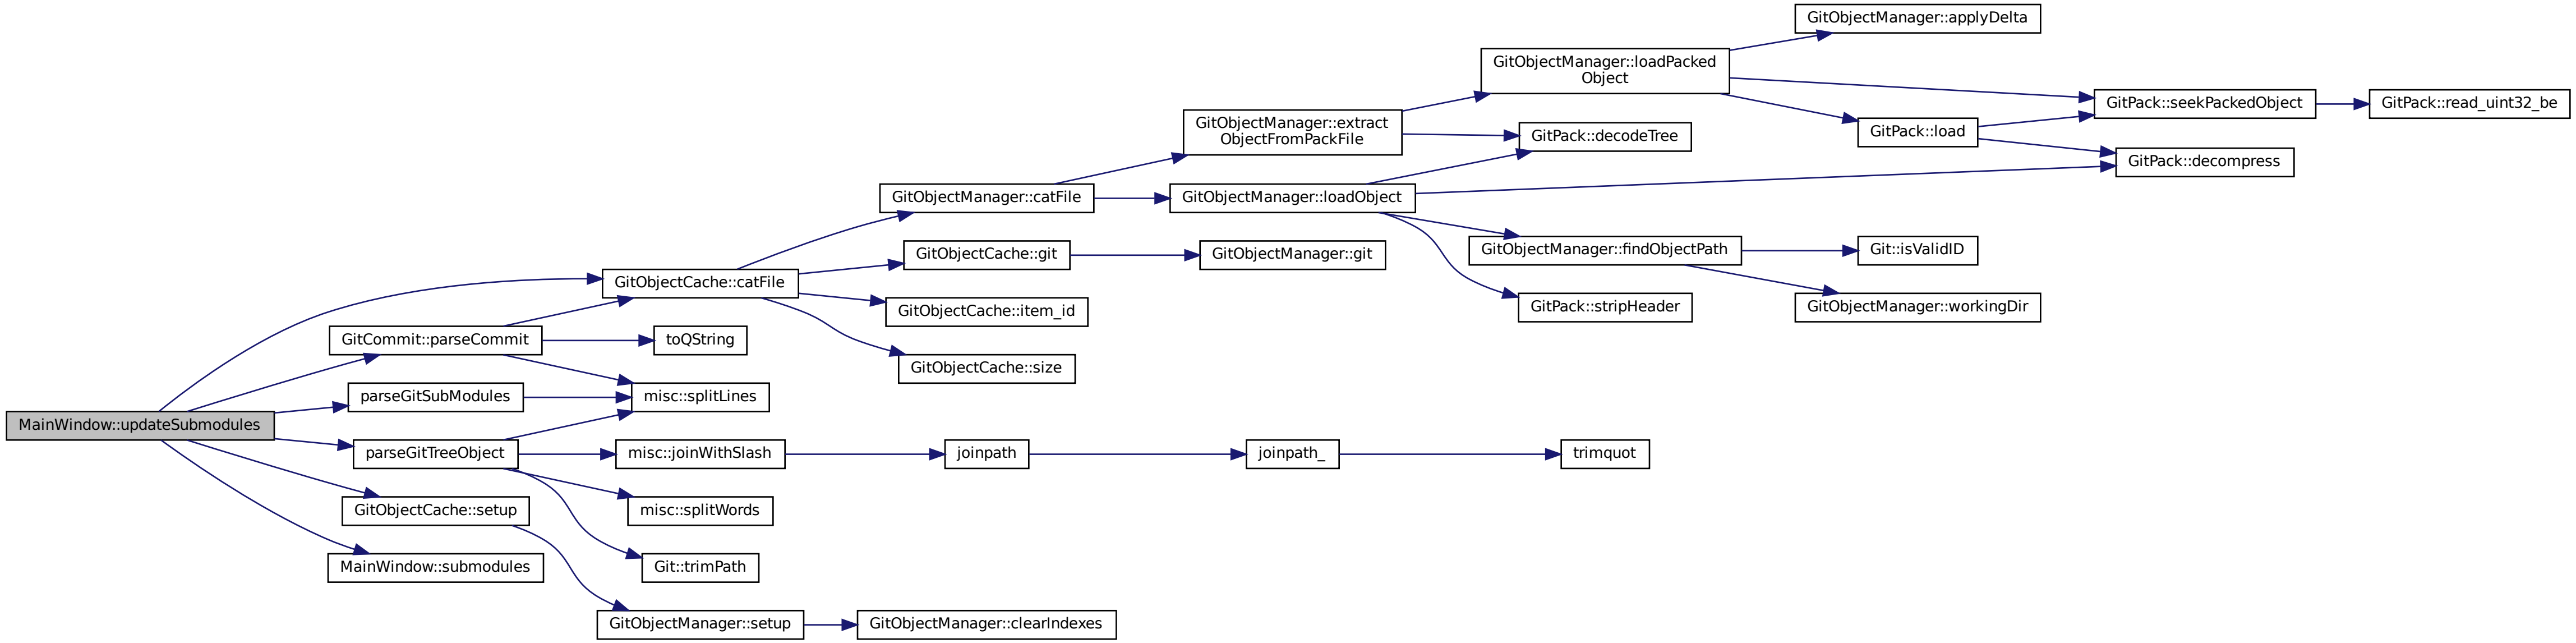 GitObjectManager::applyDelta
GitObjectManager::loadPacked
Object
GitPack::seekPackedObject
GitPack::read_uint32_be
GitObjectManager::extract
ObjectFromPackFile
GitPack::decodeTree
GitPack::load
GitPack::decompress
GitObjectManager::catFile
GitObjectManager::loadObject
GitObjectCache::git
GitObjectManager::git
GitObjectManager::findObjectPath
Git::isValidID
GitObjectCache::catFile
GitObjectCache::item_id
GitPack::stripHeader
GitObjectManager::workingDir
GitCommit::parseCommit
toQString
GitObjectCache::size
parseGitSubModules
misc::splitLines
MainWindow::updateSubmodules
parseGitTreeObject
misc::joinWithSlash
joinpath
joinpath_
trimquot
GitObjectCache::setup
misc::splitWords
MainWindow::submodules
Git::trimPath
GitObjectManager::setup
GitObjectManager::clearIndexes